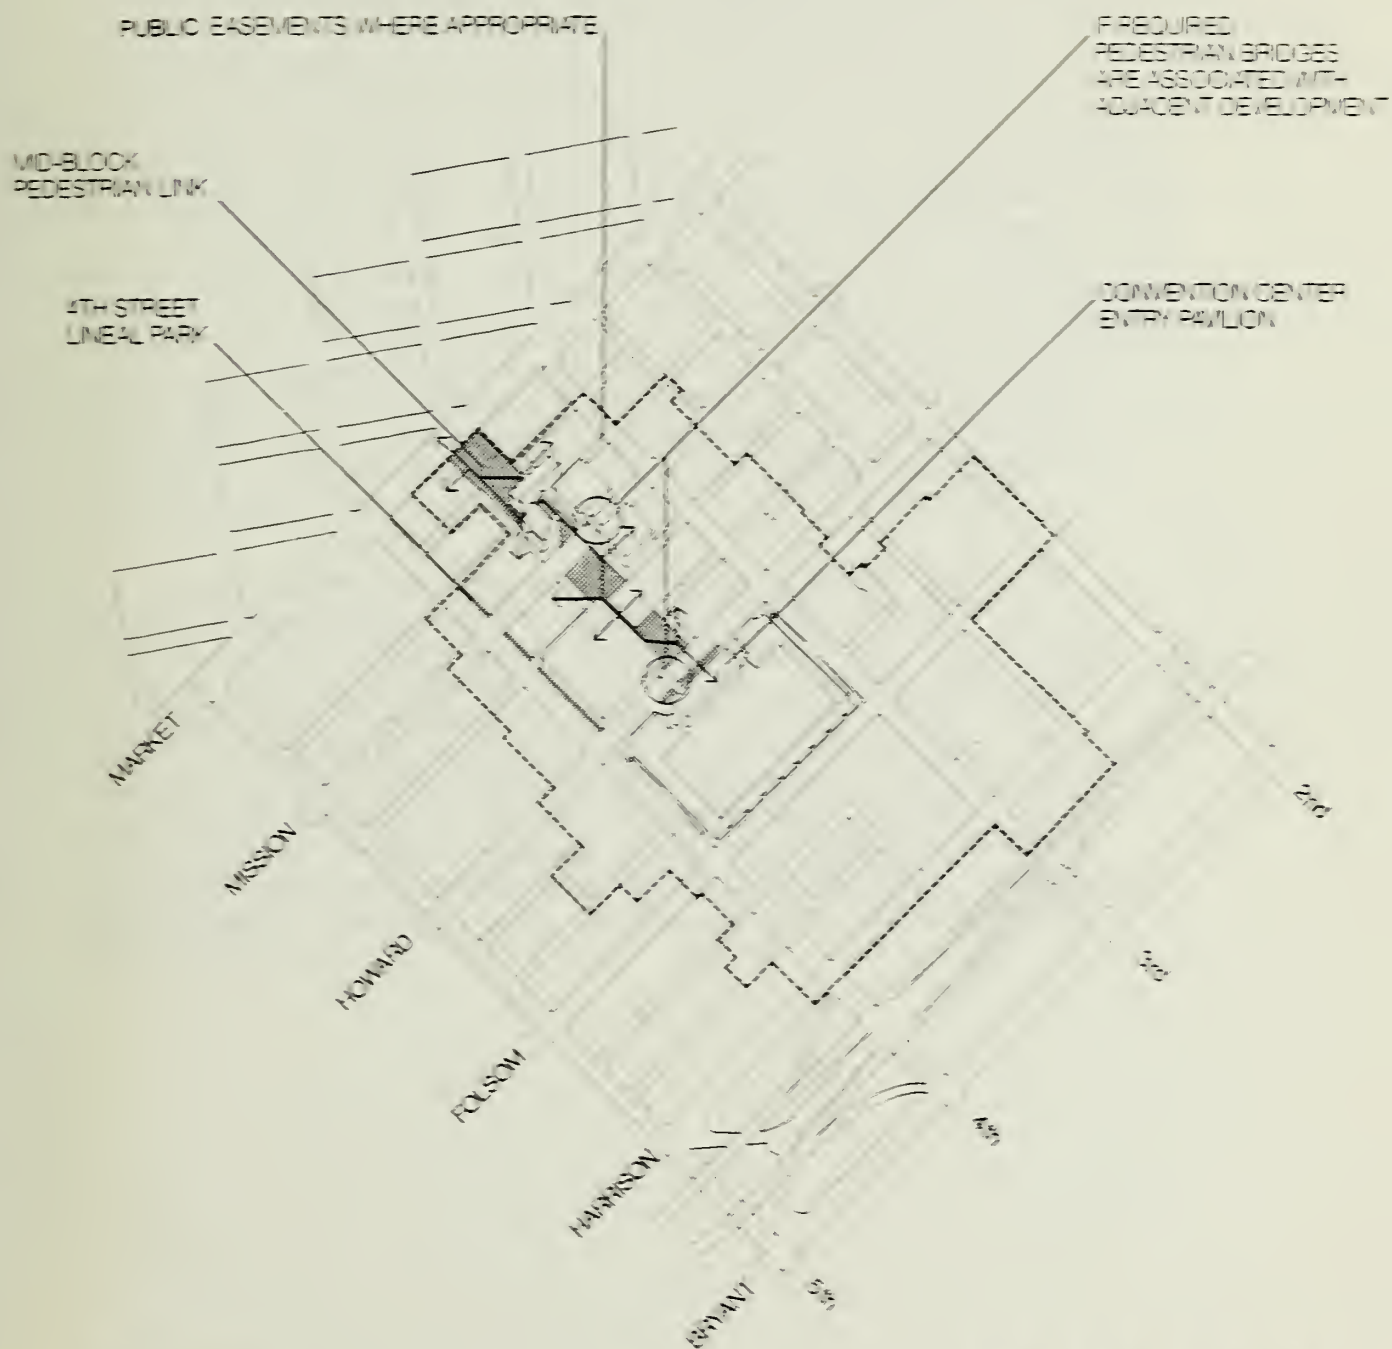 PUBLIC EASEMENTS WHERE APPROPRIATE
IF REQUIRED
PEDESTRIAN BRIDGES
ARE ASSOCIATED WITH
ADJACENT DEVELOPMENT
MID-BLOCK
PEDESTRIAN LINK
4TH STREET
LINEAL PARK
CONVENTION CENTER
ENTRY PAVILION
MARKET
MISSION
HOWARD
FOLSOM
HARRISON
BRYANT
2nd
3rd
4th
5th